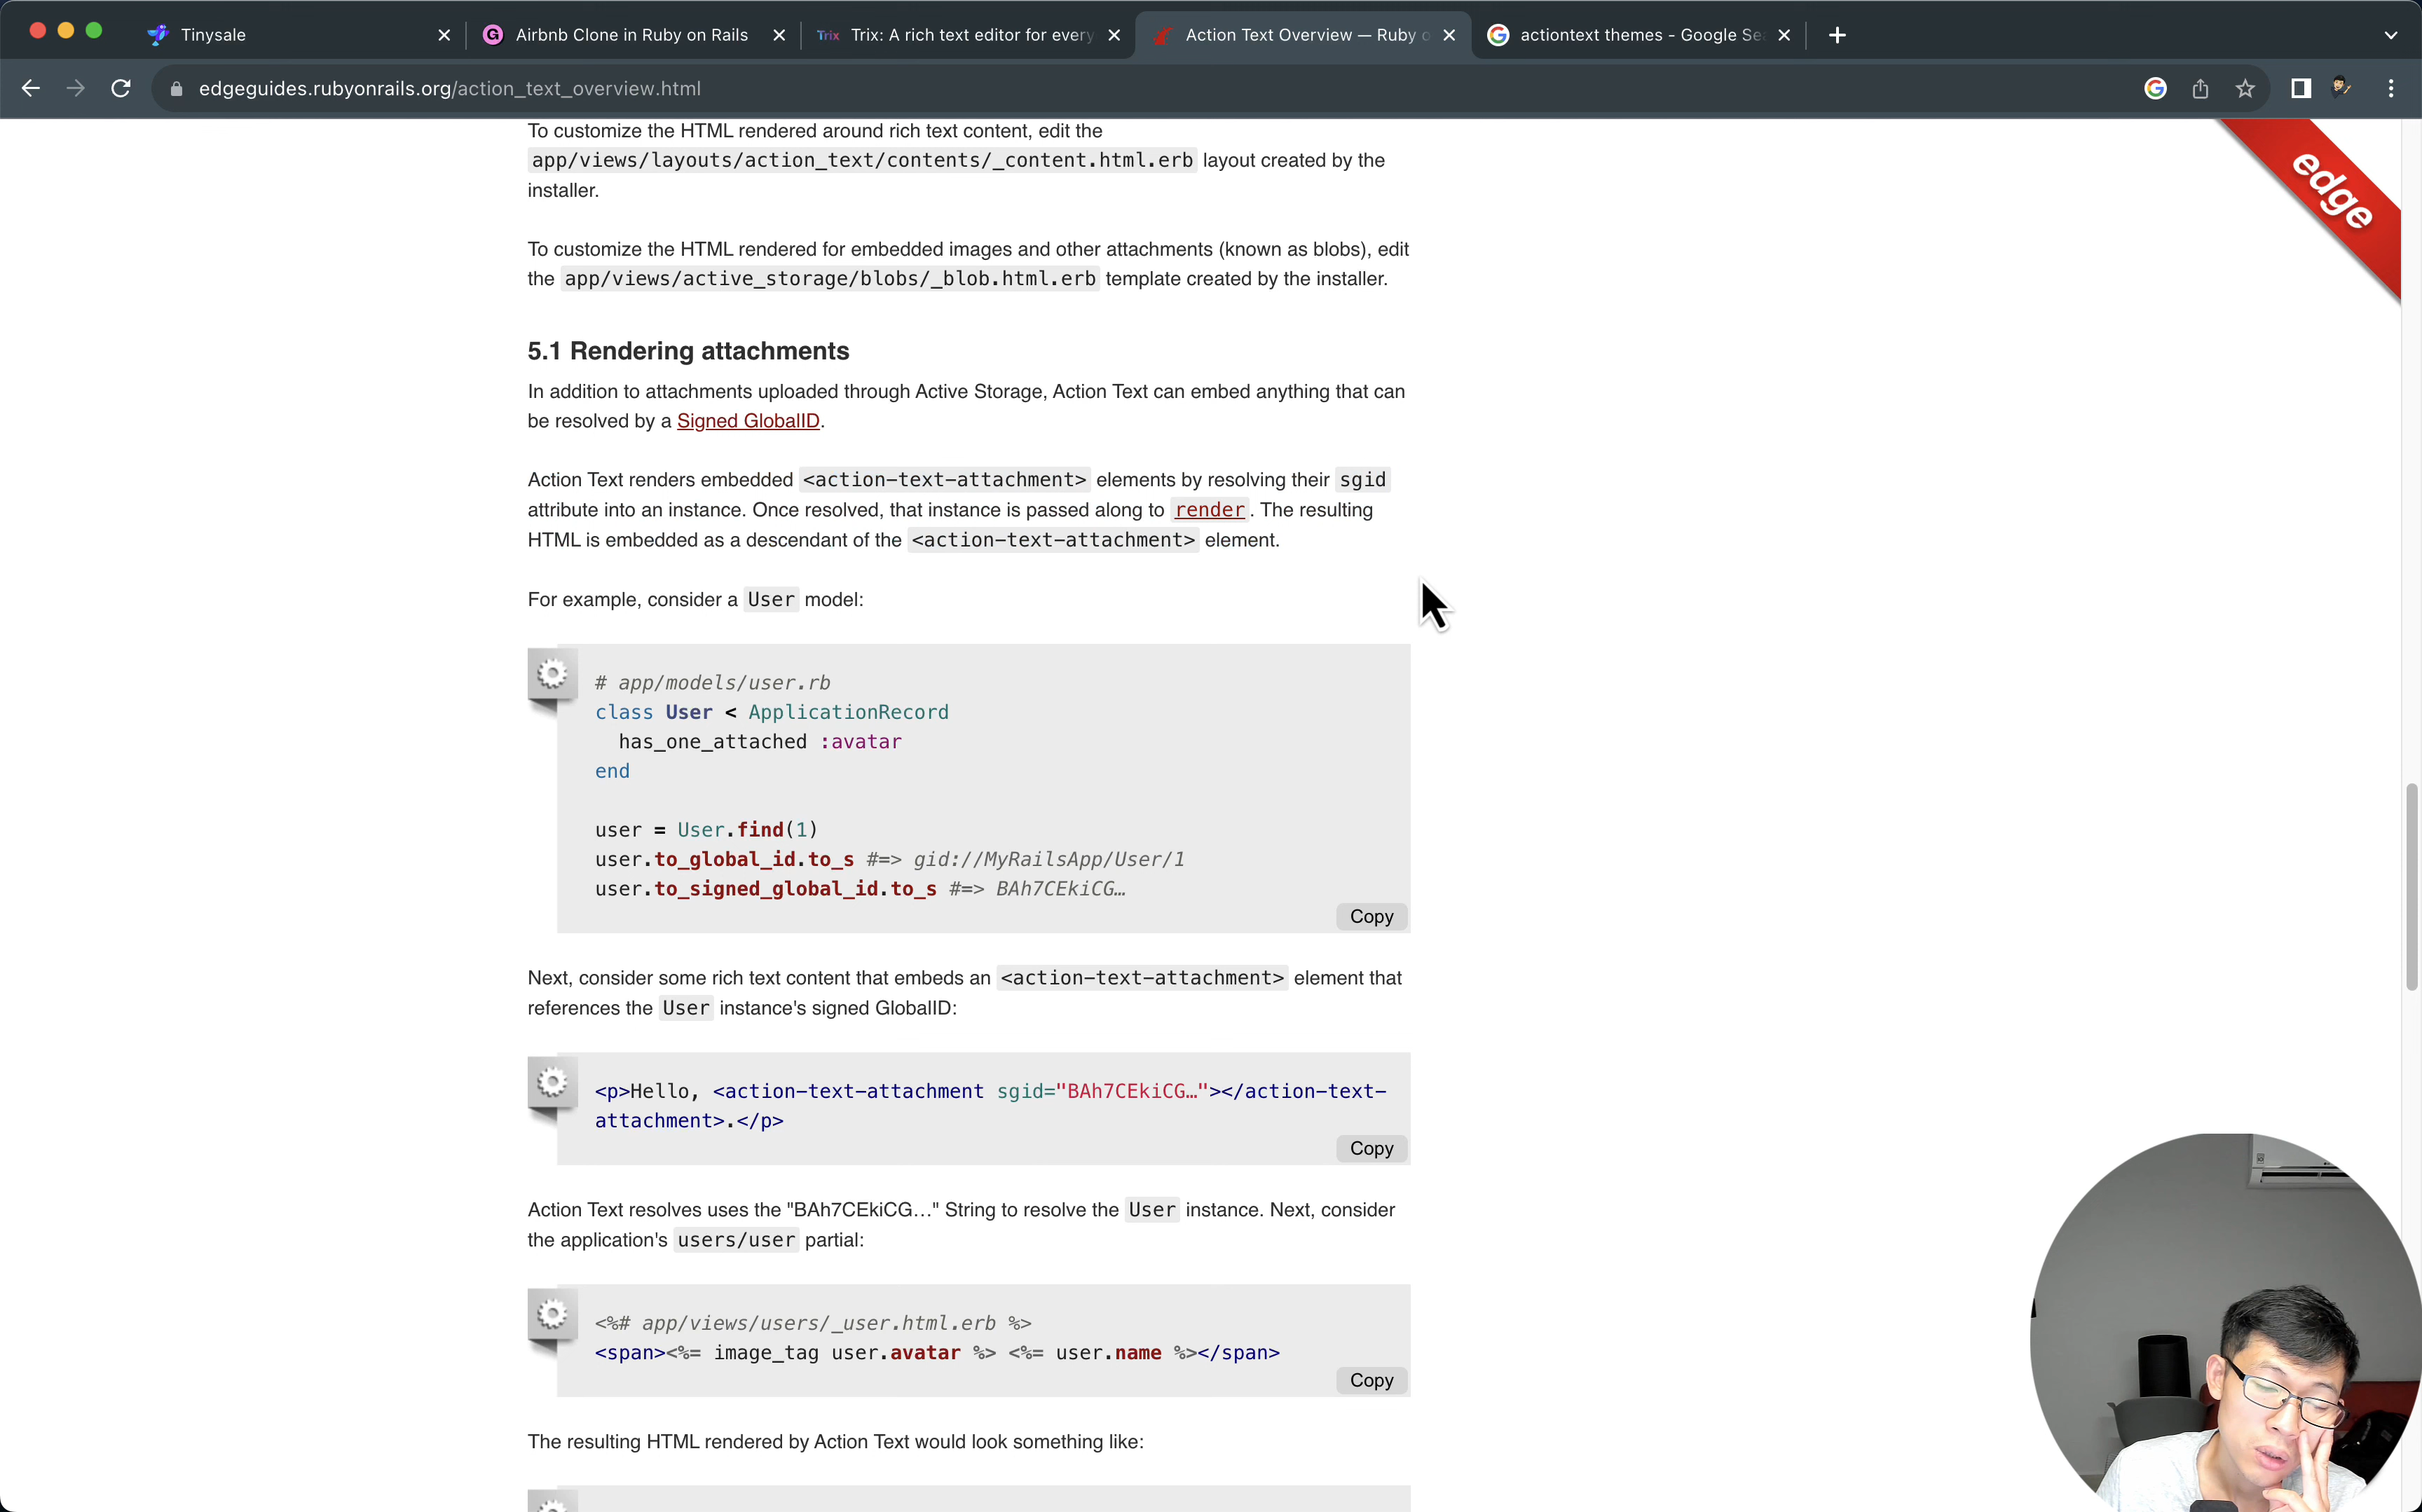 Tinysale
Airbnb Clone in Ruby on Rails
Trix
Trix: A rich text editor for every
Action Text Overview — Ruby o
actiontext themes - Google Se
edgeguides.rubyonrails.org/action_text_overview.html
edge
To customize the HTML rendered around rich text content, edit the
app/views/layouts/action_text/contents/_content.html.erb layout created by the
installer.
To customize the HTML rendered for embedded images and other attachments (known as blobs), edit
the app/views/active_storage/blobs/_blob.html.erb template created by the installer.
5.1 Rendering attachments
In addition to attachments uploaded through Active Storage, Action Text can embed anything that can
be resolved by a Signed GlobalID.
Action Text renders embedded <action-text-attachment> elements by resolving their sgid
attribute into an instance. Once resolved, that instance is passed along to render. The resulting
HTML is embedded as a descendant of the <action-text-attachment> element.
For example, consider a User model:
# app/models/user.rb
class User < ApplicationRecord
  has_one_attached :avatar
end
user = User.find(1)
user.to_global_id.to_s #=> gid://MyRailsApp/User/1
user.to_signed_global_id.to_s #=> BAh7CEkiCG…
Copy
Next, consider some rich text content that embeds an <action-text-attachment> element that
references the User instance's signed GlobalID:
<p>Hello, <action-text-attachment sgid="BAh7CEkiCG…"></action-text-
attachment>.</p>
Copy
Action Text resolves uses the "BAh7CEkiCG…" String to resolve the User instance. Next, consider
the application's users/user partial:
<%# app/views/users/_user.html.erb %>
<span><%= image_tag user.avatar %> <%= user.name %></span>
Copy
The resulting HTML rendered by Action Text would look something like: